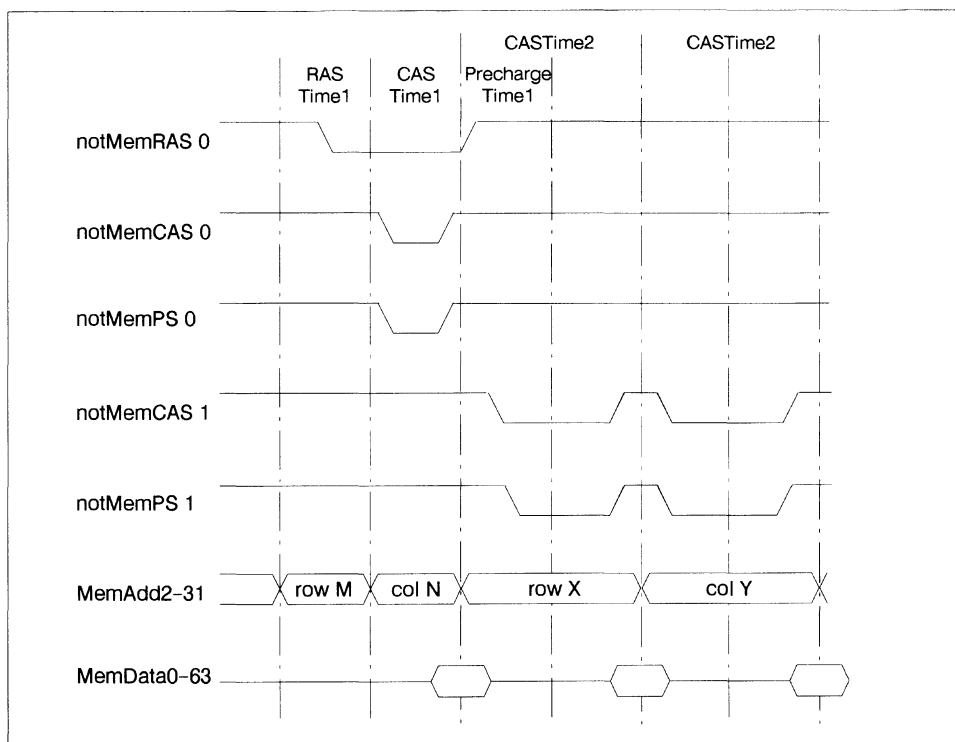 CASTime2 CASTime2
RAS CAS Precharge
Time1 Time1 Time1
notMemRAS 0
notMemCAS 0
notMemPS 0
notMemCAS 1
notMemPS 1
MemAdd2-31 row M col N row X col Y
MemData0-63